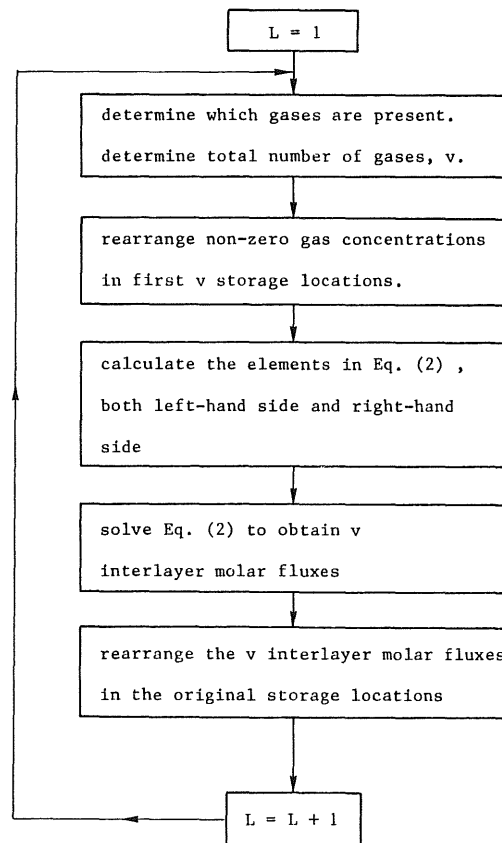 L = 1
determine which gases are present.
determine total number of gases, v.
rearrange non-zero gas concentrations
in first v storage locations.
calculate the elements in Eq. (2) ,
both left-hand side and right-hand
side
solve Eq. (2) to obtain v
interlayer molar fluxes
rearrange the v interlayer molar fluxes
in the original storage locations
L = L + 1